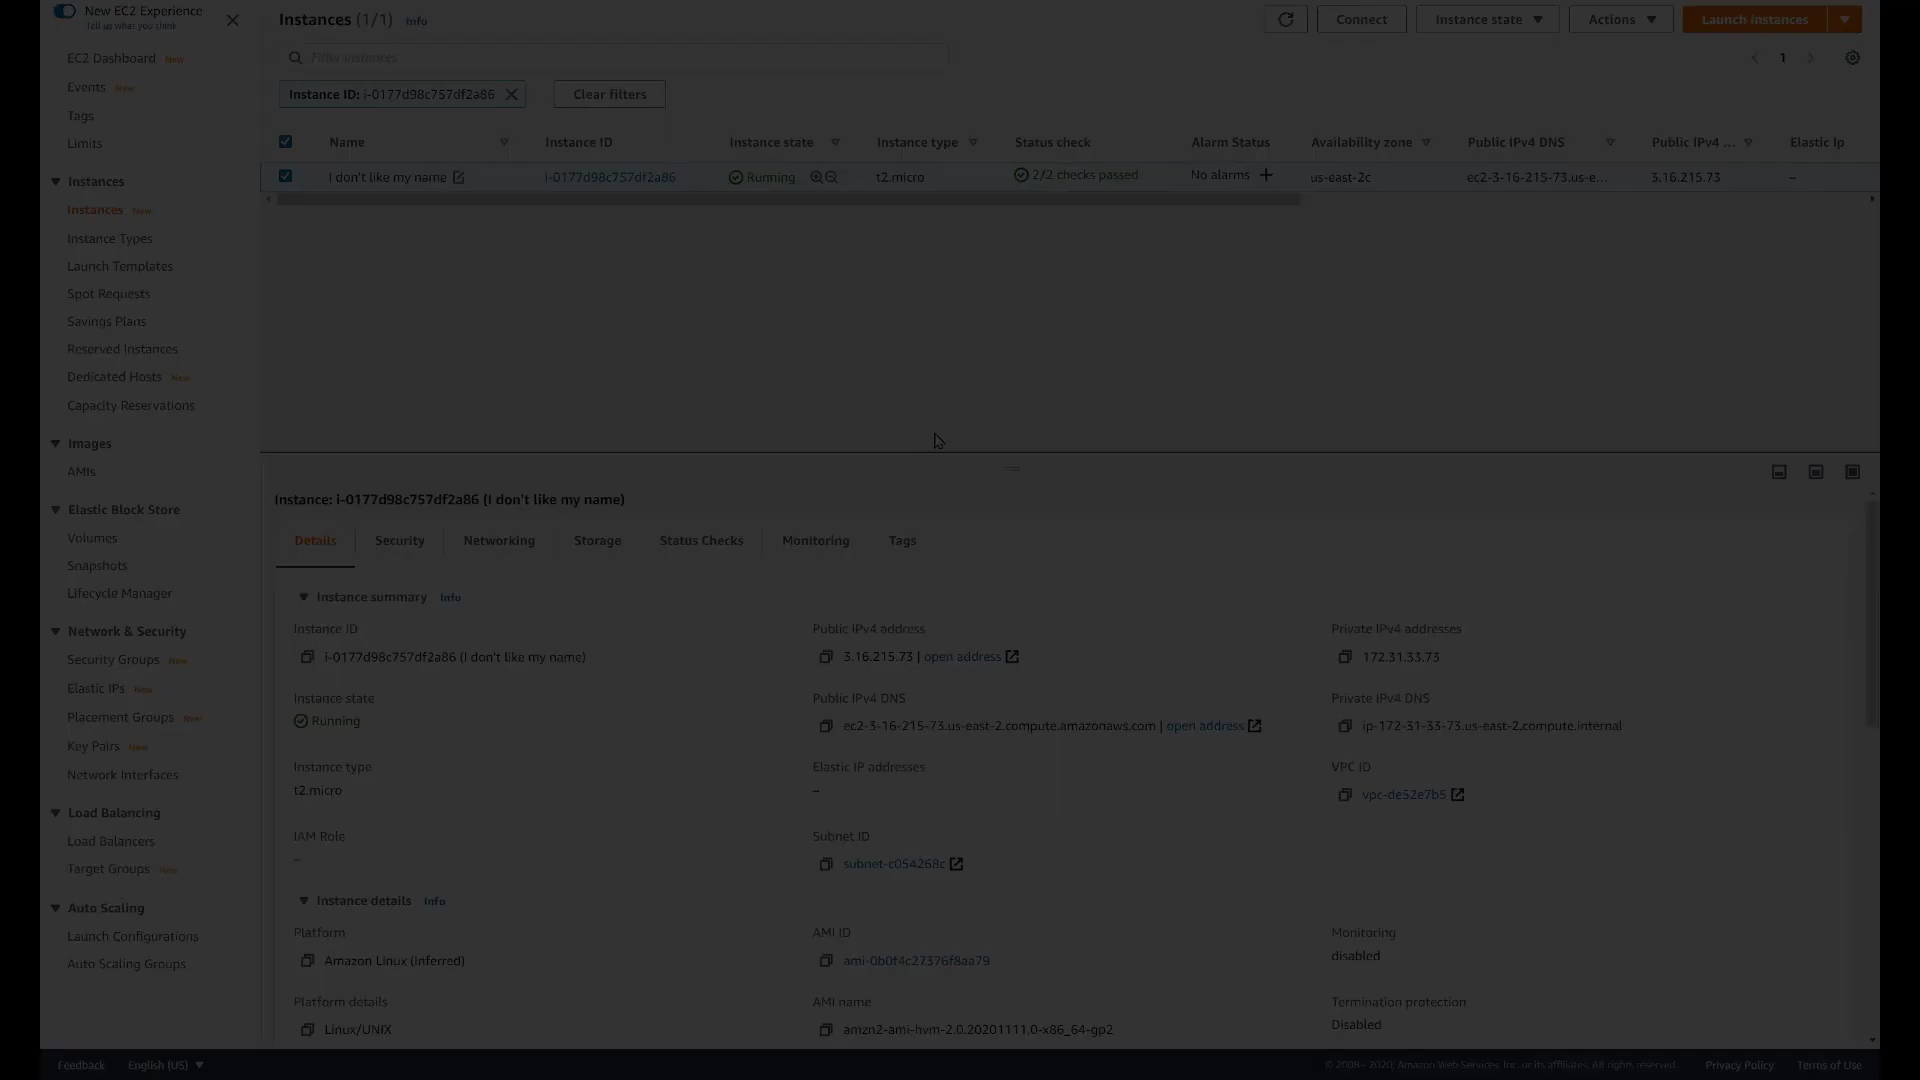 New EC2 Experience
Tell us what you think
EC2 Dashboard New
Events New
Tags
Limits
Instances
Instances New
Instance Types
Launch Templates
Spot Requests
Savings Plans
Reserved Instances
Dedicated Hosts New
Capacity Reservations
Images
AMIs
Elastic Block Store
Volumes
Snapshots
Lifecycle Manager
Network & Security
Security Groups New
Elastic IPs New
Placement Groups New
Key Pairs New
Network Interfaces
Load Balancing
Load Balancers
Target Groups New
Auto Scaling
Launch Configurations
Auto Scaling Groups
Instances (1/1) Info
Connect
Instance state
Actions
Launch instances
Filter instances
1
Instance ID: i-0177d98c757df2a86
Clear filters
Name Instance ID Instance state Instance type Status check Alarm Status Availability zone Public IPv4 DNS Public IPv4 ... Elastic Ip
I don't like my name i-0177d98c757df2a86 Running t2.micro 2/2 checks passed No alarms + us-east-2c ec2-3-16-215-73.us-e... 3.16.215.73 –
Instance: i-0177d98c757df2a86 (I don't like my name)
Details Security Networking Storage Status Checks Monitoring Tags
Instance summary Info
Instance ID Public IPv4 address Private IPv4 addresses
i-0177d98c757df2a86 (I don't like my name) 3.16.215.73 | open address 172.31.33.73
Instance state Public IPv4 DNS Private IPv4 DNS
Running ec2-3-16-215-73.us-east-2.compute.amazonaws.com | open address ip-172-31-33-73.us-east-2.compute.internal
Instance type Elastic IP addresses VPC ID
t2.micro – vpc-de52e7b5
IAM Role Subnet ID
– subnet-c054268c
Instance details Info
Platform AMI ID Monitoring
Amazon Linux (Inferred) ami-0b0f4c27376f8aa79 disabled
Platform details AMI name Termination protection
Linux/UNIX amzn2-ami-hvm-2.0.20201111.0-x86_64-gp2 Disabled
Feedback English (US) © 2008 - 2020, Amazon Web Services, Inc. or its affiliates. All rights reserved. Privacy Policy Terms of Use